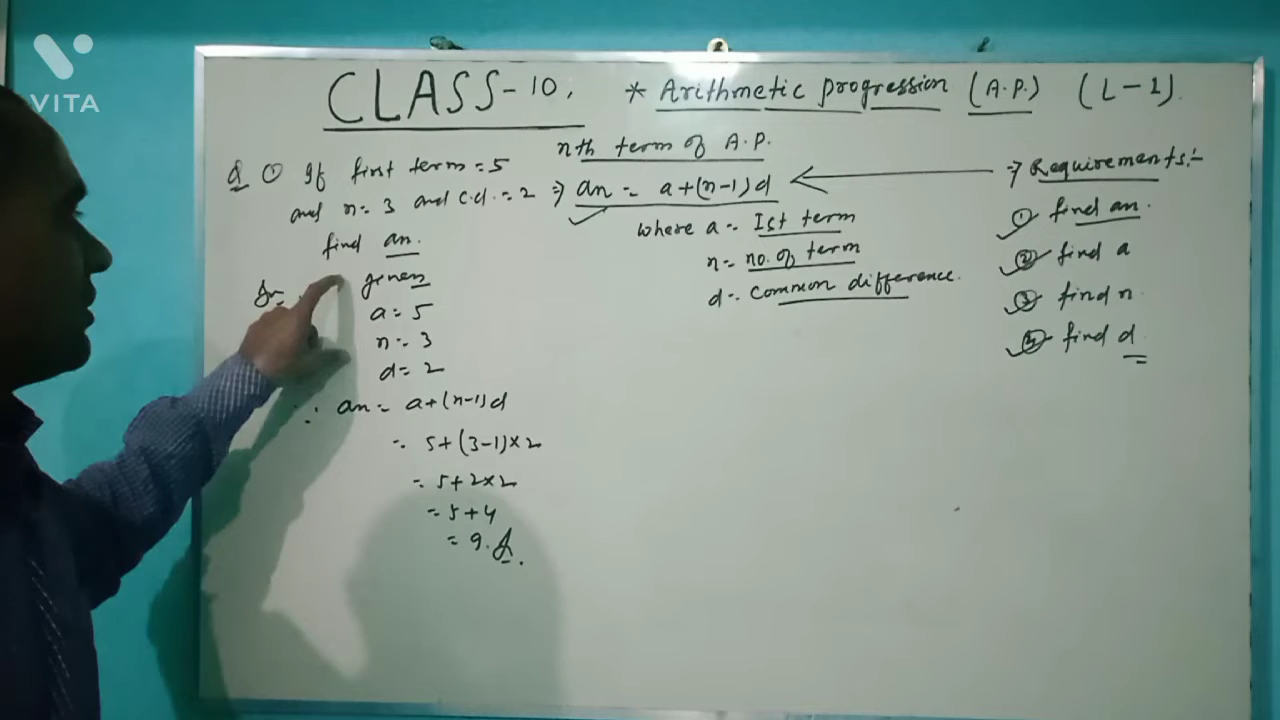 VITA
CLASS-10.
* Arithmetic progression (A.P.) (L-1).
nth term of A.P.
Q ① If first term = 5
and n = 3 and c.d. = 2
find an.
given
a = 5
n = 3
d = 2
∴ an = a+(n-1)d
= 5+(3-1)×2
= 5+2×2
= 5+4
= 9.
⇒ an = a+(n-1)d
where a = Ist term
n = no. of term
d = Common difference.
⇒ Requirements:-
① find an.
② find a
③ find n.
④ find d